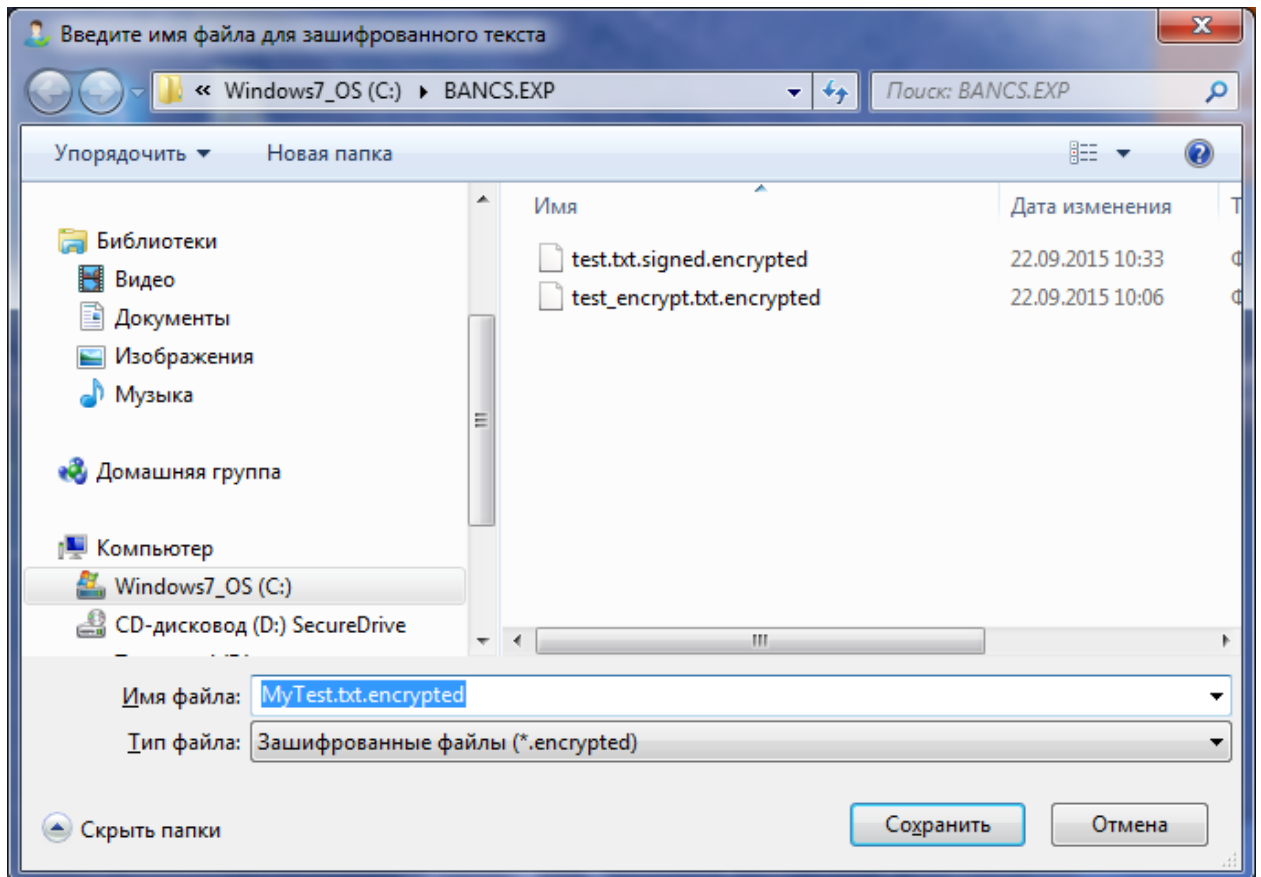 Введите имя файла для зашифрованного текста
« Windows7_OS (C:) BANCS.EXP Поиск: BANCS.EXP
Упорядочить Новая папка
Имя Дата изменения
Библиотеки
Видео
Документы
Изображения
Музыка
Домашняя группа
Компьютер
Windows7_OS (C:)
CD-дисковод (D:) SecureDrive
test.txt.signed.encrypted 22.09.2015 10:33
test_encrypt.txt.encrypted 22.09.2015 10:06
Имя файла: MyTest.txt.encrypted
Тип файла: Зашифрованные файлы (*.encrypted)
Скрыть папки Сохранить Отмена